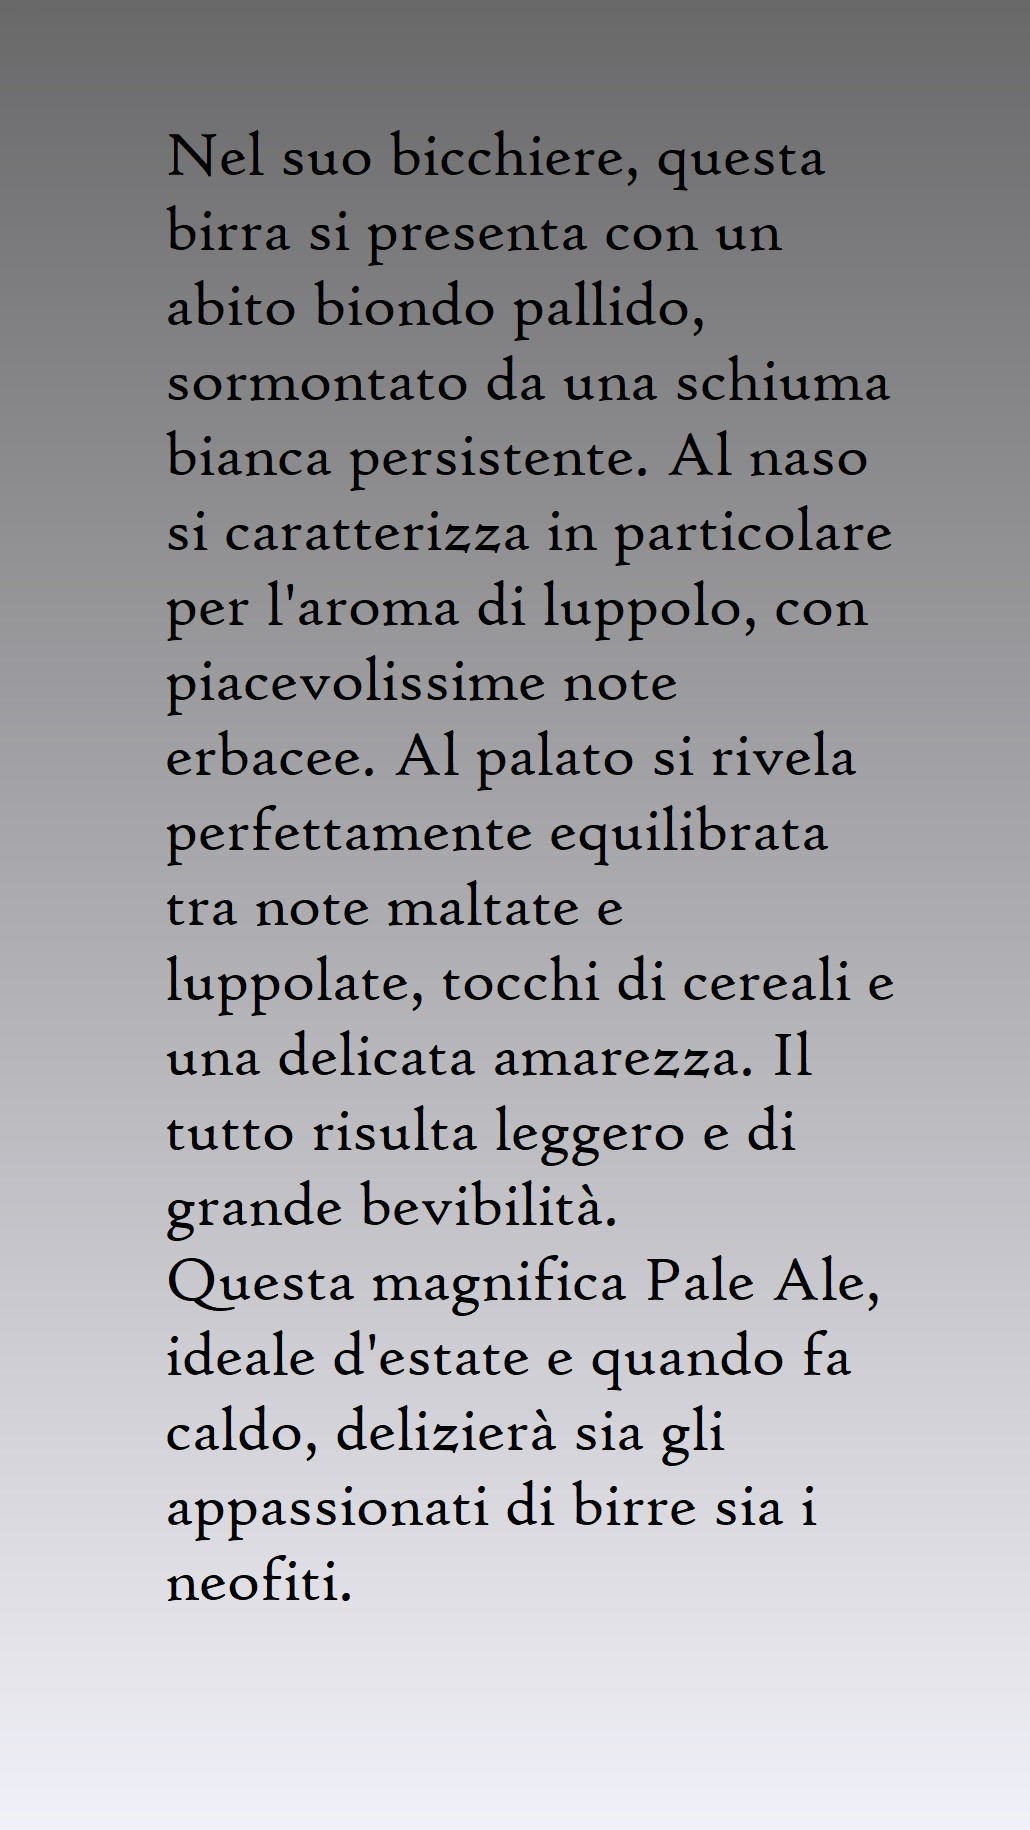 Nel suo bicchiere, questa
birra si presenta con un
abito biondo pallido,
sormontato da una schiuma
bianca persistente. Al naso
si caratterizza in particolare
per l'aroma di luppolo, con
piacevolissime note
erbacee. Al palato si rivela
perfettamente equilibrata
tra note maltate e
luppolate, tocchi di cereali e
una delicata amarezza. Il
tutto risulta leggero e di
grande bevibilità.
Questa magnifica Pale Ale,
ideale d'estate e quando fa
caldo, delizierà sia gli
appassionati di birre sia i
neofiti.